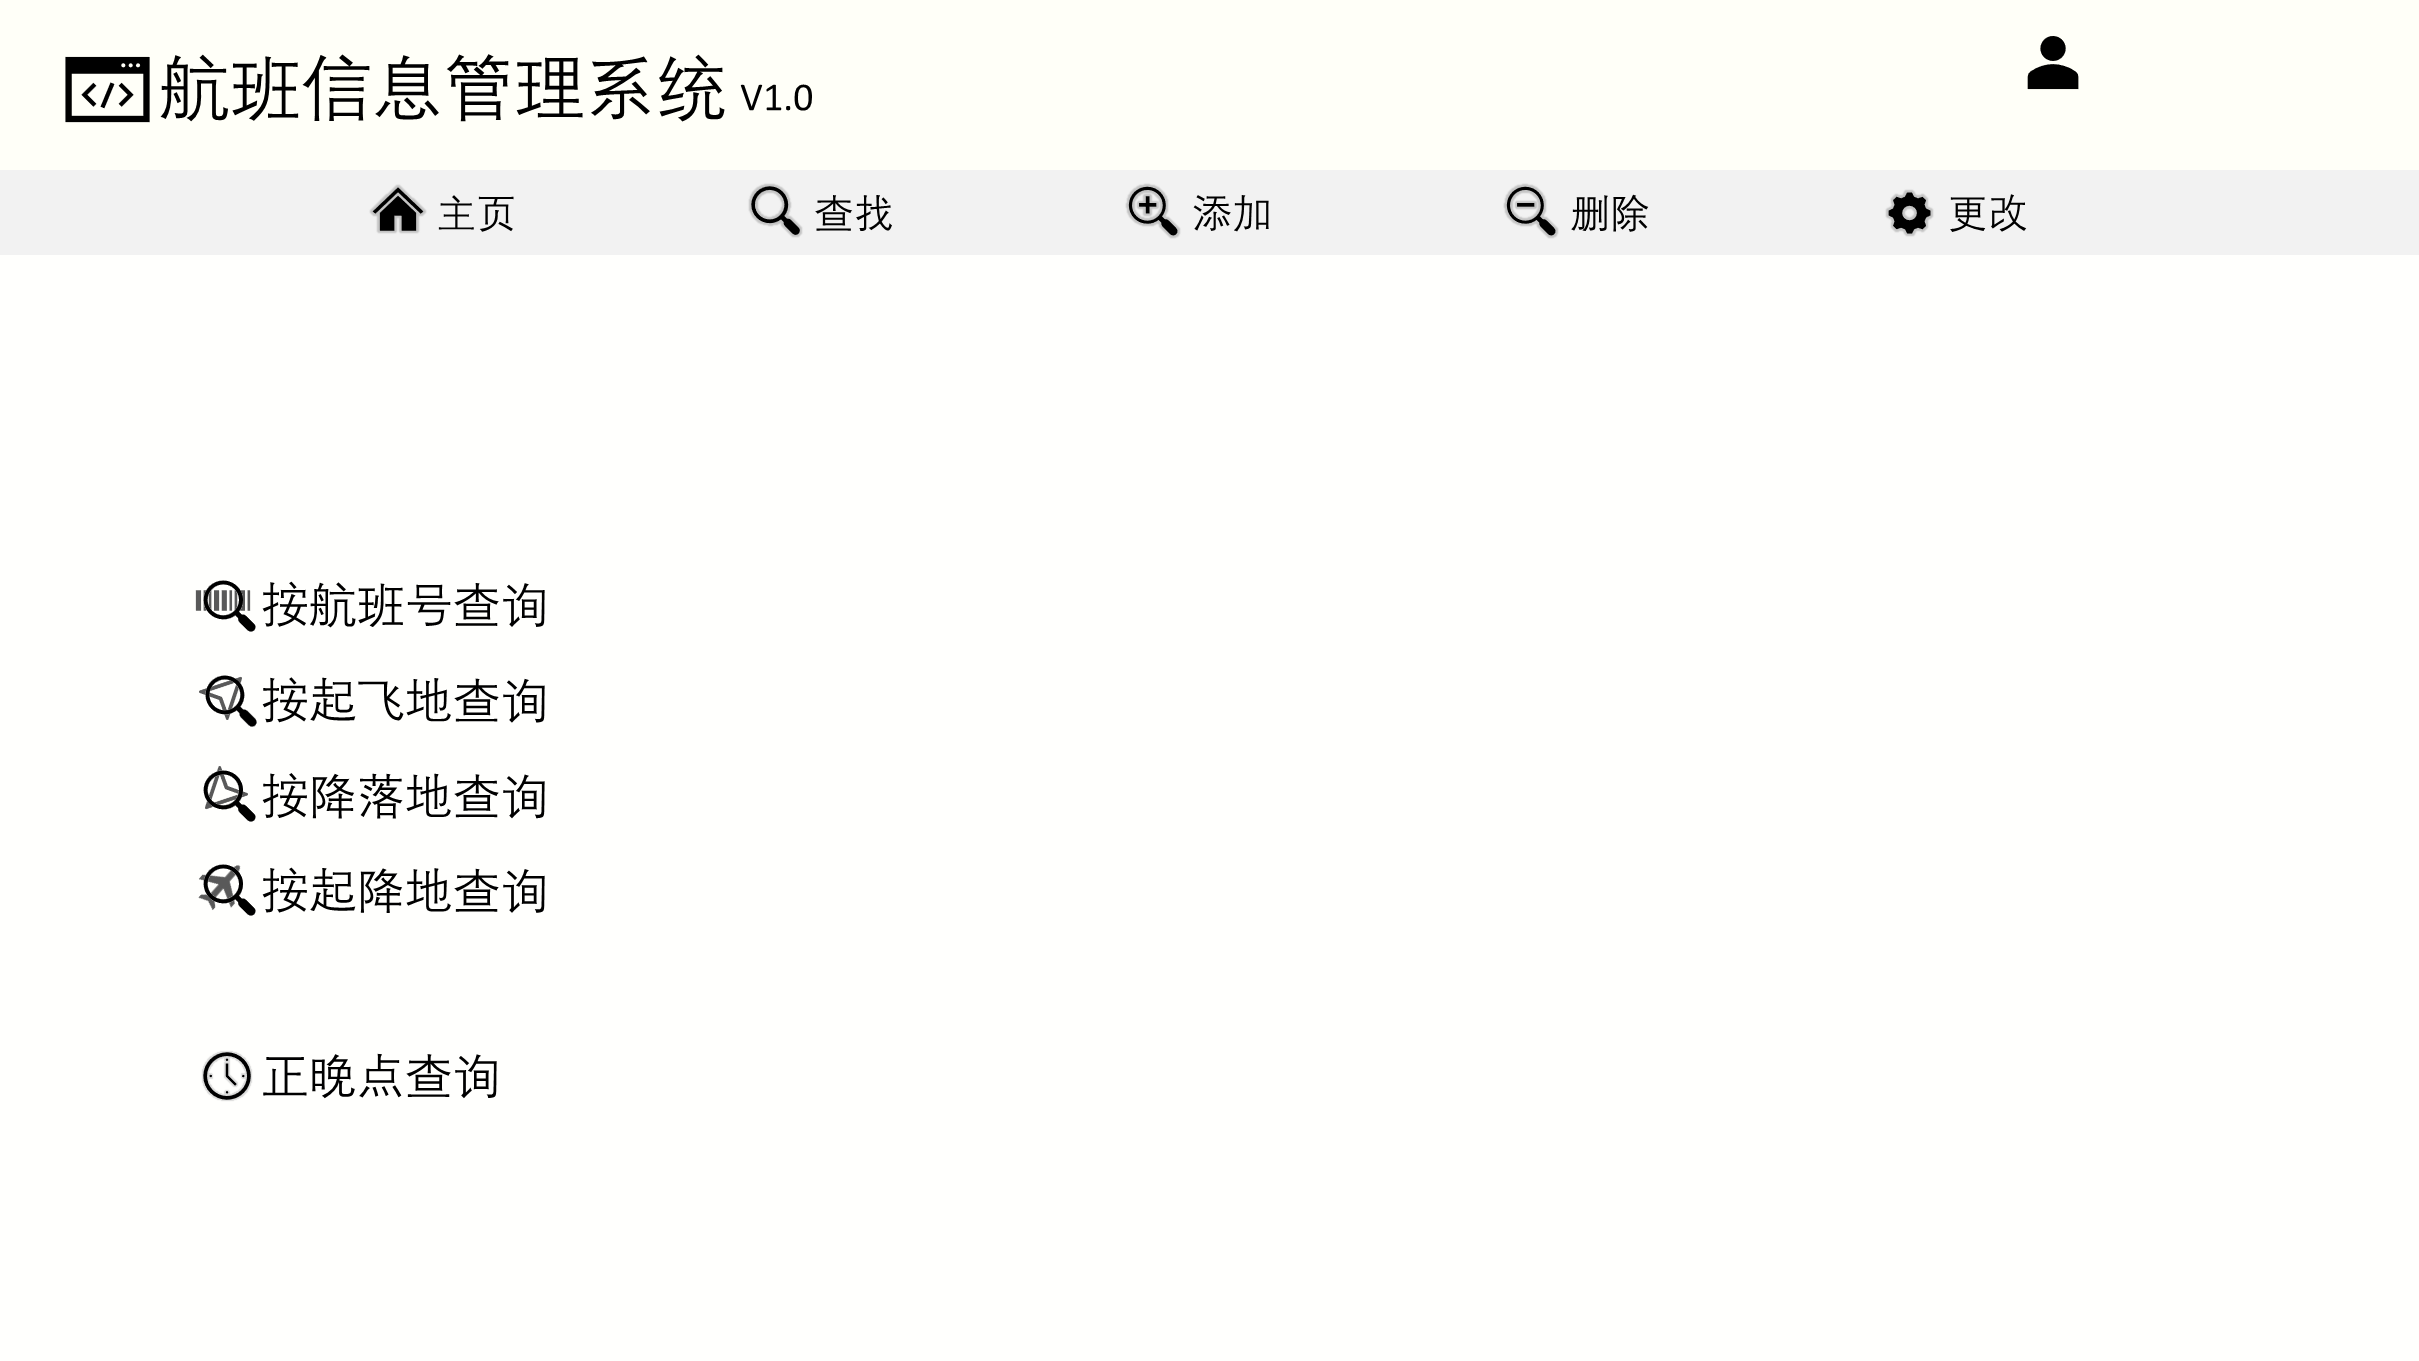 航班信息管理系统 V1.0
主页 查找 添加 删除 更改
按航班号查询
按起飞地查询
按降落地查询
按起降地查询
正晚点查询